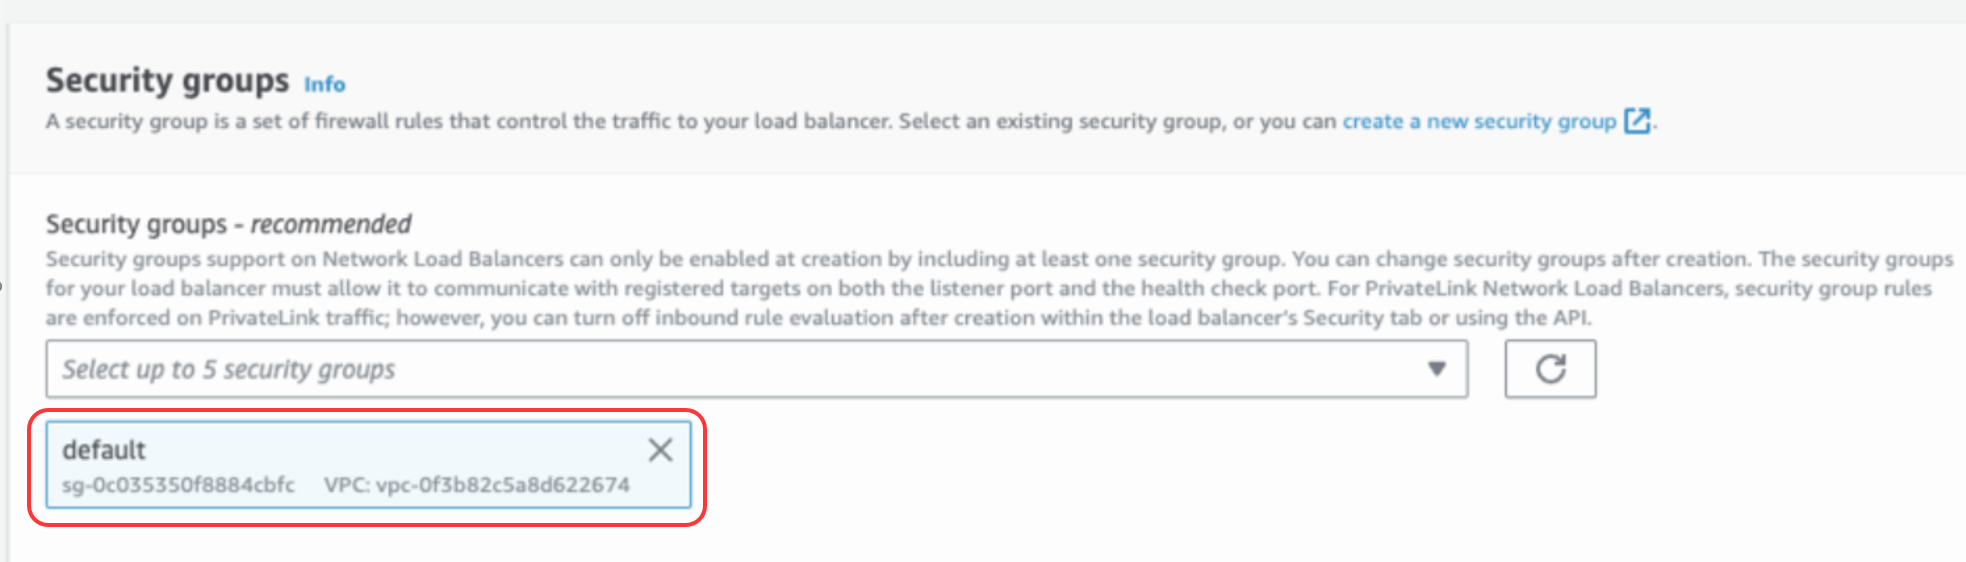 Security groups Info
A security group is a set of firewall rules that control the traffic to your load balancer. Select an existing security group, or you can create a new security group.
Security groups - recommended
Security groups support on Network Load Balancers can only be enabled at creation by including at least one security group. You can change security groups after creation. The security groups
for your load balancer must allow it to communicate with registered targets on both the listener port and the health check port. For PrivateLink Network Load Balancers, security group rules
are enforced on PrivateLink traffic; however, you can turn off inbound rule evaluation after creation within the load balancer's Security tab or using the API.
Select up to 5 security groups
default
sg-0c035350f8884cbfc VPC: vpc-0f3b82c5a8d622674